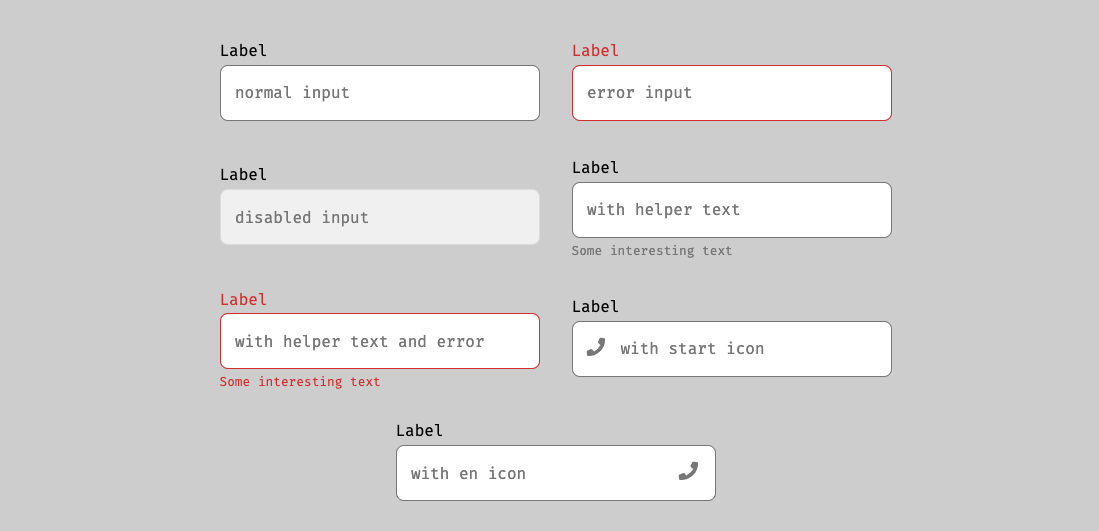 Label
normal input
Label
error input
Label
disabled input
Label
with helper text
Some interesting text
Label
with helper text and error
Some interesting text
Label
with start icon
Label
with en icon